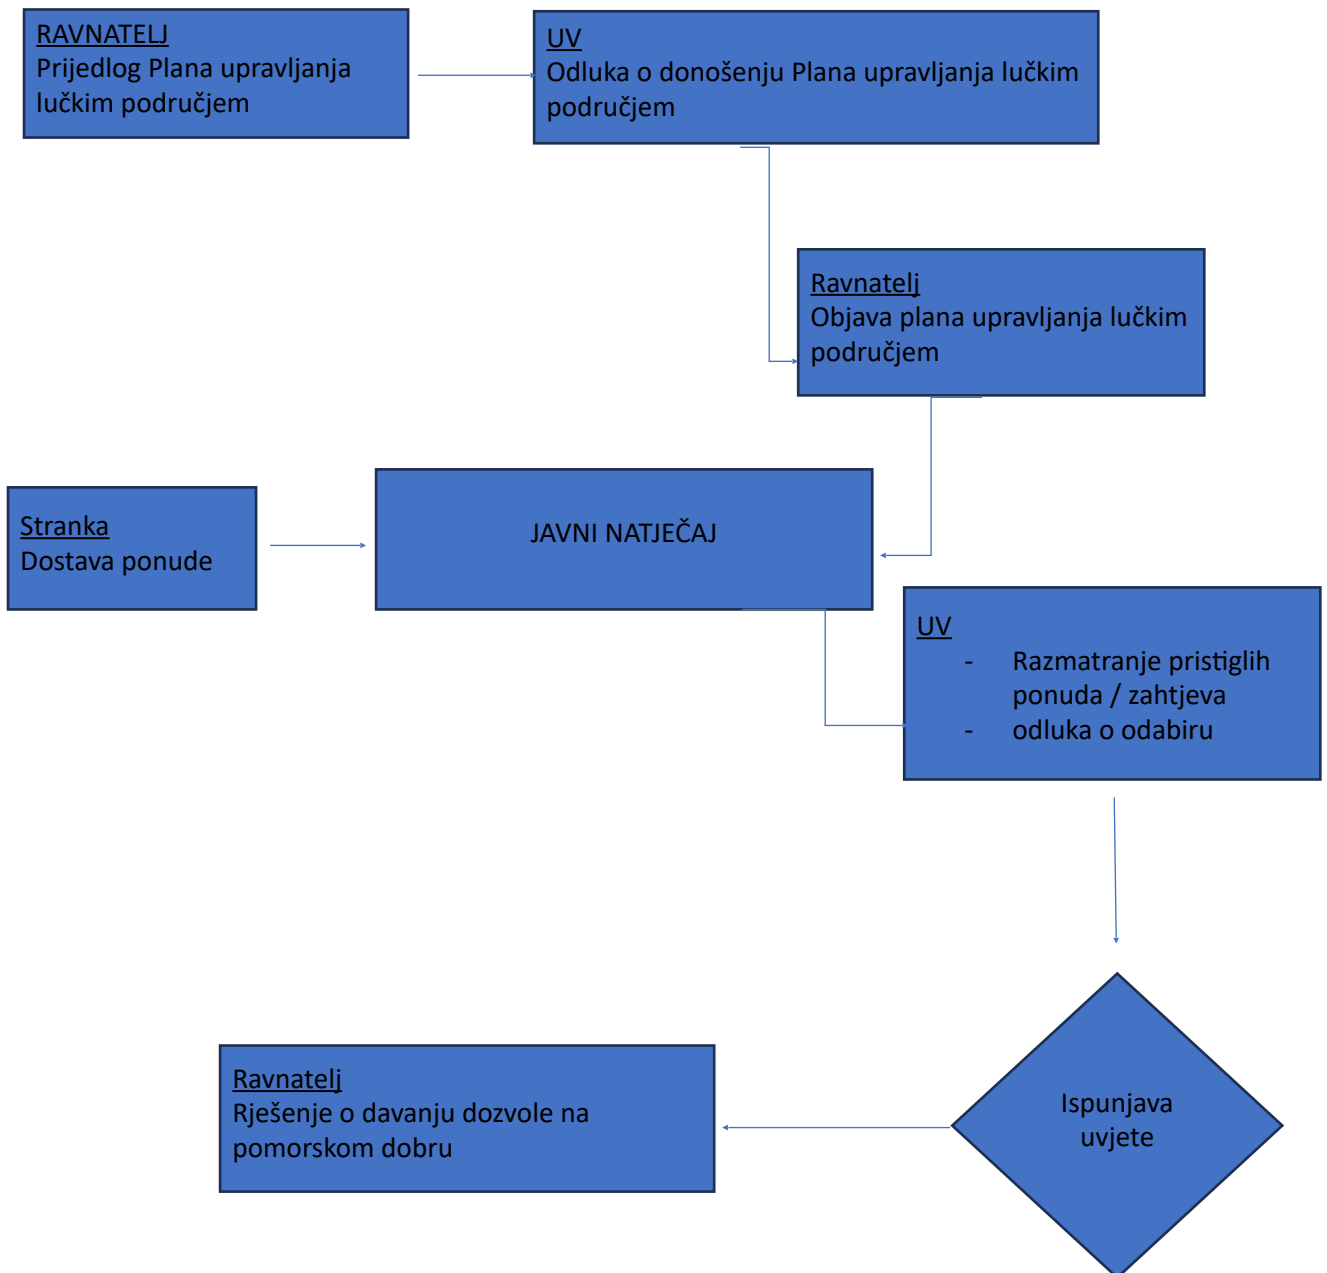 RAVNATELJ
Prijedlog Plana upravljanja
lučkim područjem
UV
Odluka o donošenju Plana upravljanja lučkim
područjem
Ravnatelj
Objava plana upravljanja lučkim
područjem
Stranka
Dostava ponude
JAVNI NATJEČAJ
UV
- Razmatranje pristiglih
ponuda / zahtjeva
- odluka o odabiru
Ispunjava
uvjete
Ravnatelj
Rješenje o davanju dozvole na
pomorskom dobru